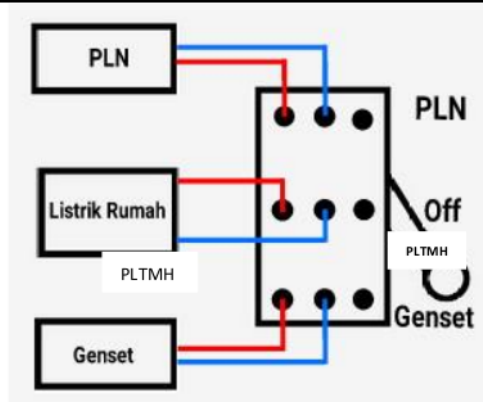 PLN
PLN
Listrik Rumah
Off
PLTMH
PLTMH
Genset
Genset